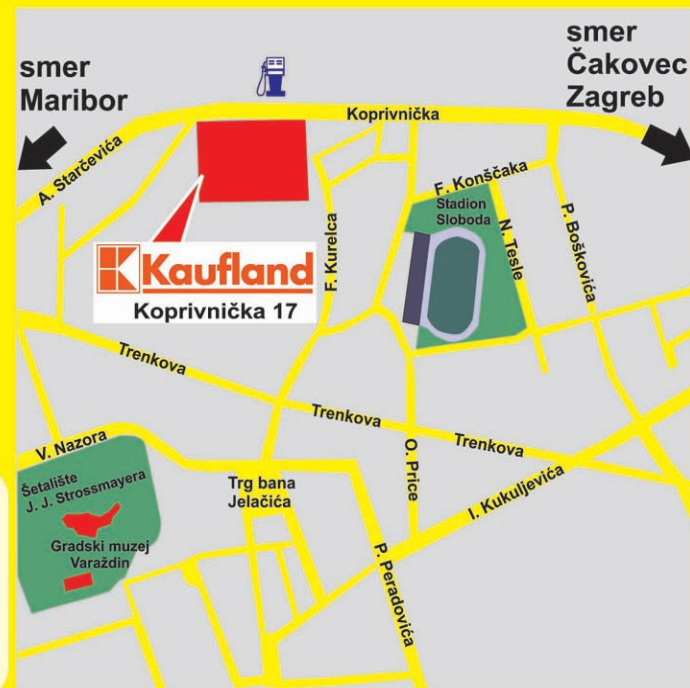 smer
Maribor
smer
Čakovec
Zagreb
Koprivnička
A. Starčevića
F. Konščaka
Stadion
Sloboda
N. Tesle
P. Boškovića
F. Kurelca
K Kaufland
Koprivnička 17
Trenkova
Trenkova
Trenkova
V. Nazora
O. Price
I. Kukuljevića
Šetalište
J. J. Strossmayera
Trg bana
Jelačića
Gradski muzej
Varaždin
P. Peradovića